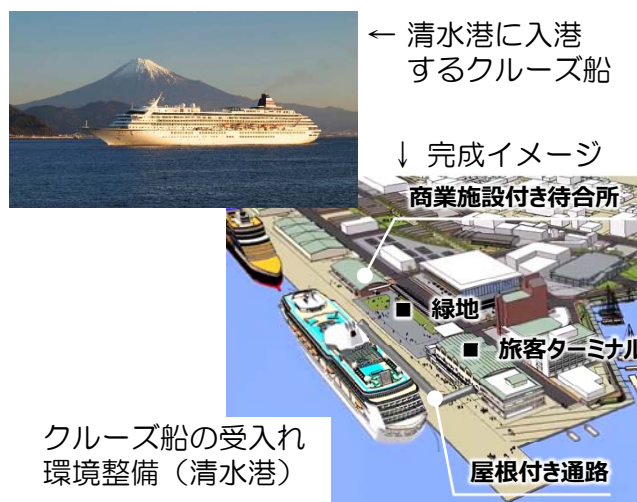 ← 清水港に入港
するクルーズ船
↓ 完成イメージ
商業施設付き待合所
■ 緑地
■ 旅客ターミナル
屋根付き通路
クルーズ船の受入れ
環境整備（清水港）